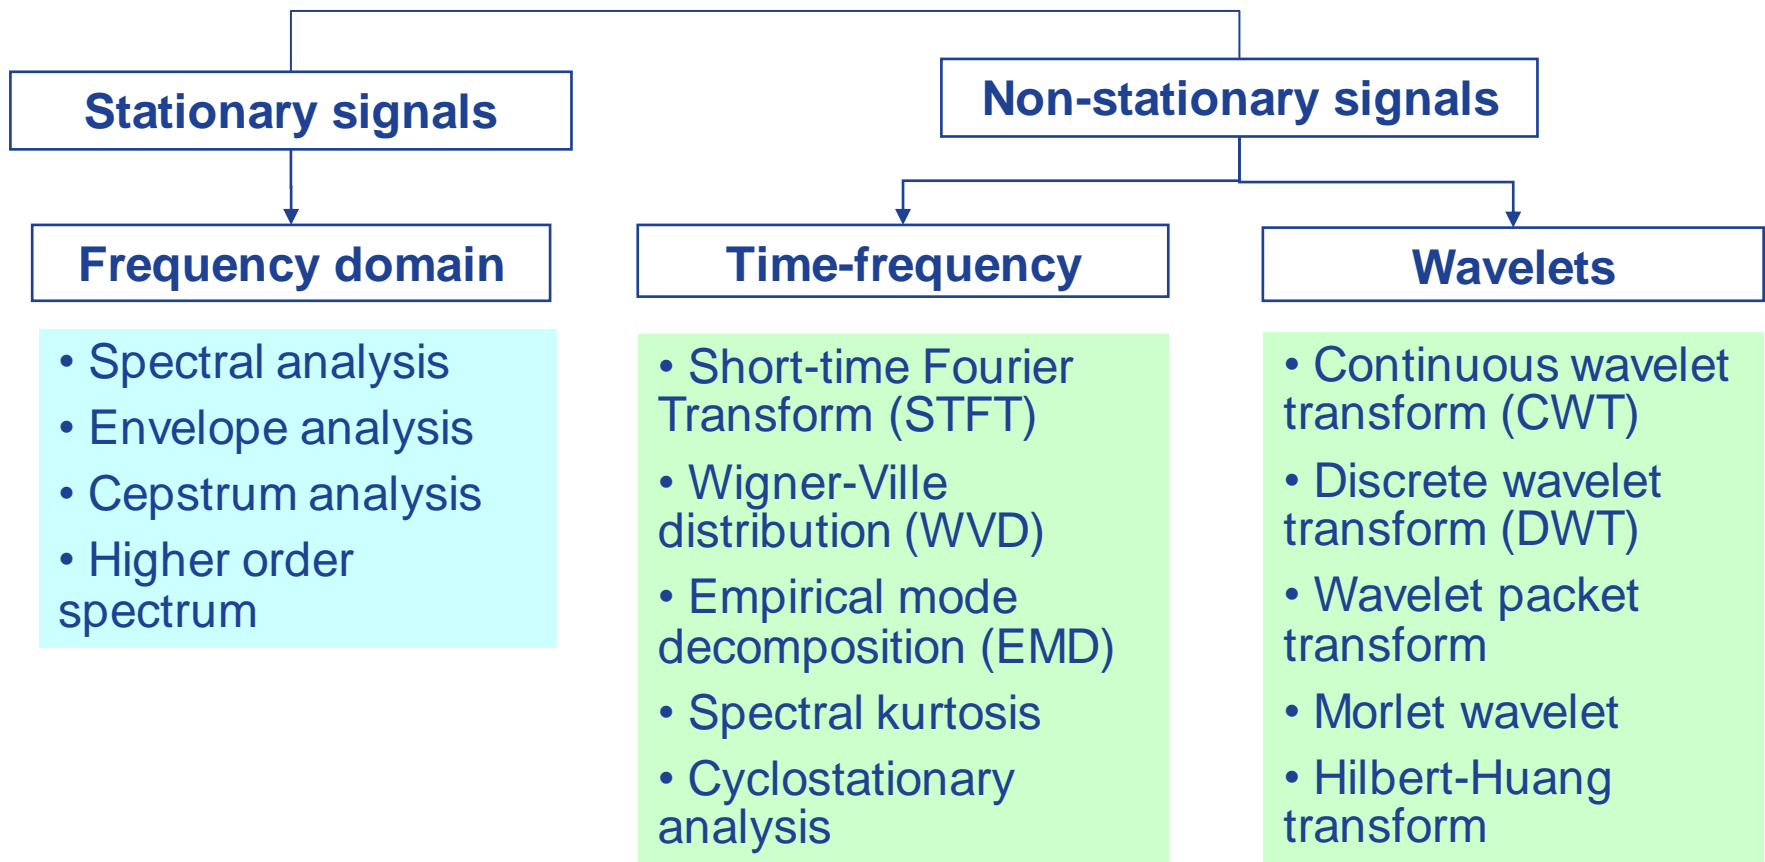 Stationary signals
Non-stationary signals
Frequency domain
Time-frequency
Wavelets
• Spectral analysis
• Envelope analysis
• Cepstrum analysis
• Higher order
spectrum
• Short-time Fourier
Transform (STFT)
• Wigner-Ville
distribution (WVD)
• Empirical mode
decomposition (EMD)
• Spectral kurtosis
• Cyclostationary
analysis
• Continuous wavelet
transform (CWT)
• Discrete wavelet
transform (DWT)
• Wavelet packet
transform
• Morlet wavelet
• Hilbert-Huang
transform